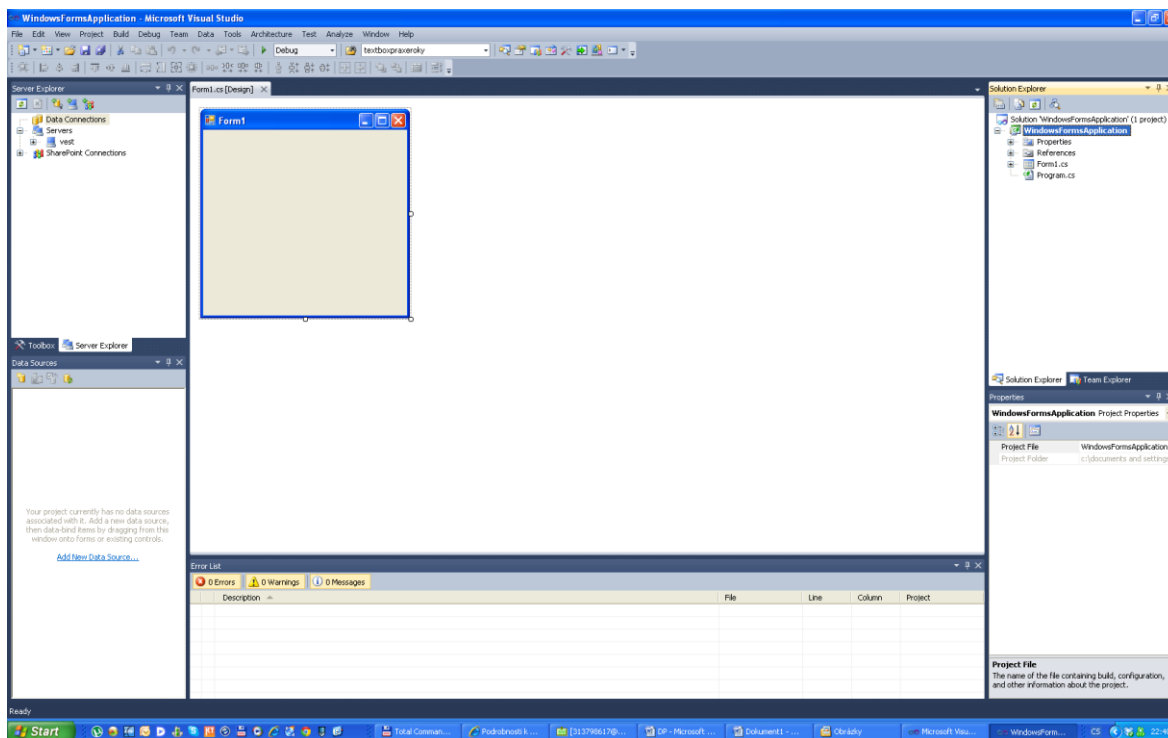 WindowsFormsApplication - Microsoft Visual Studio
File Edit View Project Build Debug Team Data Tools Architecture Test Analyze Window Help
Debug textboxpraxeroky
Server Explorer
Data Connections
Servers
vest
SharePoint Connections
Toolbox Server Explorer
Data Sources
Your project currently has no data sources
associated with it. Add a new data source,
then data-bind items by dragging from this
window onto forms or existing controls.
Add New Data Source...
Form1.cs [Design]
Form1
Error List
0 Errors 0 Warnings 0 Messages
Description File Line Column Project
Solution Explorer
Solution 'WindowsFormsApplication' (1 project)
WindowsFormsApplication
Properties
References
Form1.cs
Program.cs
Solution Explorer Team Explorer
Properties
WindowsFormsApplication Project Properties
Project File WindowsFormsApplication
Project Folder c:\documents and settings
Project File
The name of the file containing build, configuration,
and other information about the project.
Ready
Start Total Comman... Podrobnosti k ... [313798617@... DP - Microsoft ... Dokument1 - ... Obrázky Microsoft Visu... WindowsForm... CS